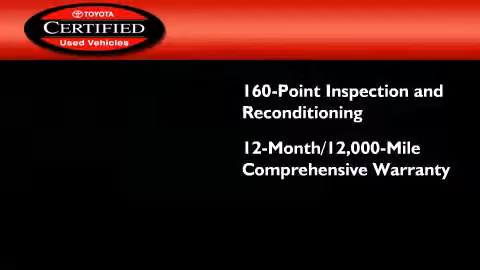 TOYOTA
CERTIFIED
Used Vehicles
160-Point Inspection and
Reconditioning
12-Month/12,000-Mile
Comprehensive Warranty